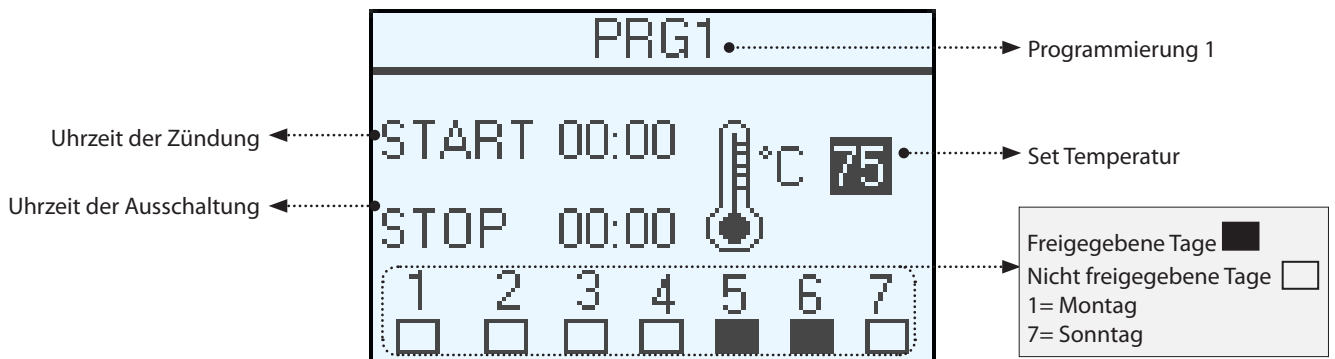 PRG1
Programmierung 1
Uhrzeit der Zündung
START 00:00
°C 75
Set Temperatur
Uhrzeit der Ausschaltung
STOP 00:00
1 2 3 4 5 6 7
Freigegebene Tage
Nicht freigegebene Tage
1= Montag
7= Sonntag